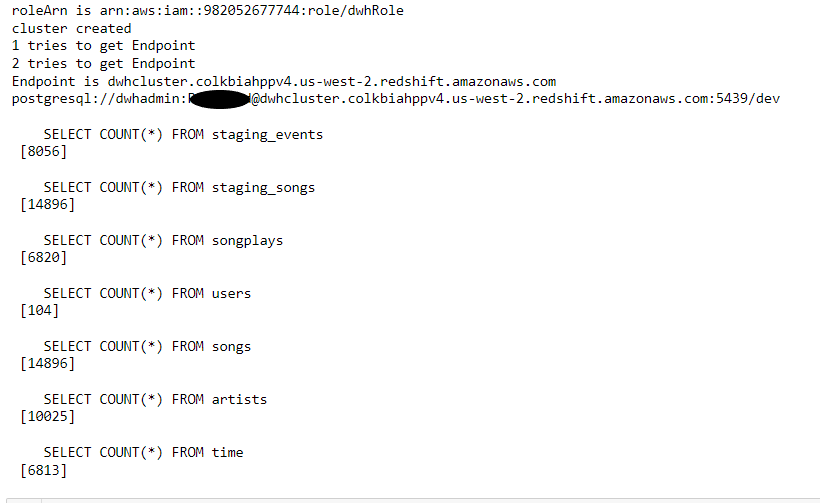 roleArn is arn:aws:iam::982052677744:role/dwhRole
cluster created
1 tries to get Endpoint
2 tries to get Endpoint
Endpoint is dwhcluster.colkbiahppv4.us-west-2.redshift.amazonaws.com
postgresql://dwhadmin:@dwhcluster.colkbiahppv4.us-west-2.redshift.amazonaws.com:5439/dev
SELECT COUNT(*) FROM staging_events
[8056]
SELECT COUNT(*) FROM staging_songs
[14896]
SELECT COUNT(*) FROM songplays
[6820]
SELECT COUNT(*) FROM users
[104]
SELECT COUNT(*) FROM songs
[14896]
SELECT COUNT(*) FROM artists
[10025]
SELECT COUNT(*) FROM time
[6813]